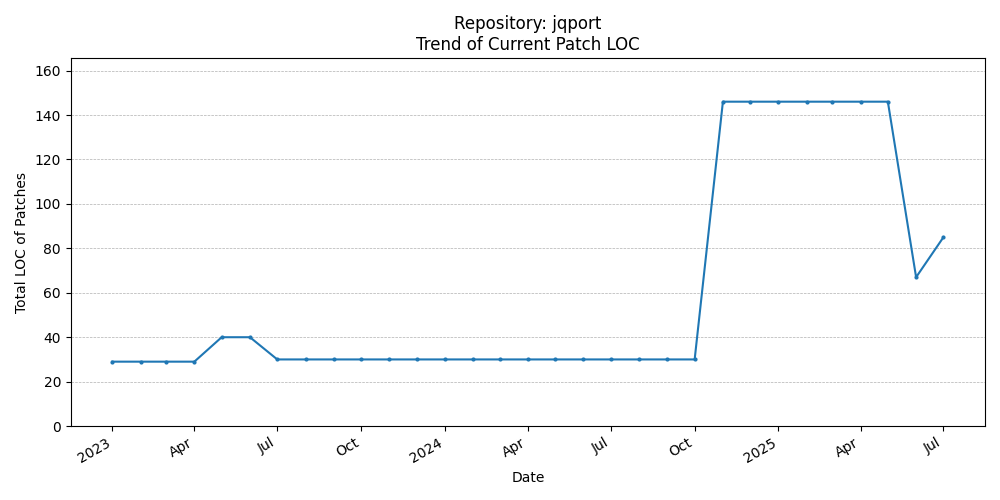 Repository: jqport
Trend of Current Patch LOC
160
140
120
100
80
60
40
20
0
Total LOC of Patches
2023
Apr
Jul
Oct
2024
Apr
Jul
Oct
2025
Apr
Jul
Date